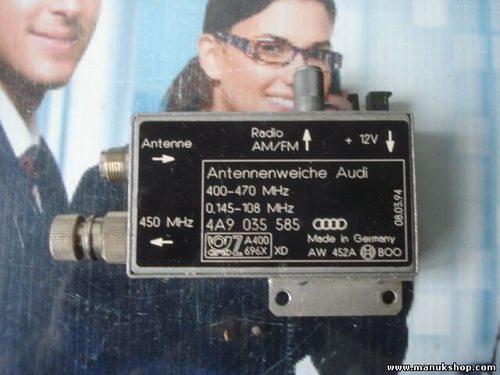 Antenne
Radio
AM/FM
+ 12V
Antennenweiche Audi
400-470 MHz
0,145-108 MHz
4A9 035 585
450 MHz
A400
696X XD
Made in Germany
AW 452A BOO
08.03.94
www.manukshop.com